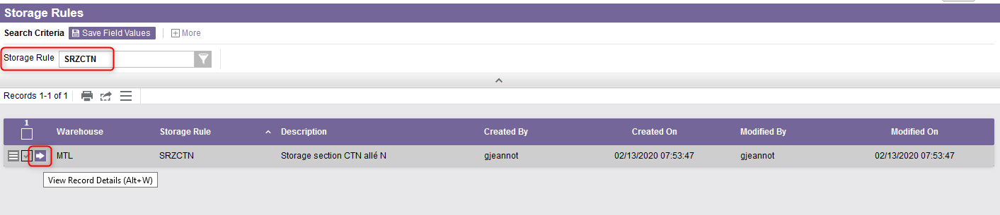 Storage Rules
Search Criteria Save Field Values More
Storage Rule SRZCTN
Records 1-1 of 1
1
Warehouse Storage Rule Description Created By Created On Modified By Modified On
MTL SRZCTN Storage section CTN allé N gjeannot 02/13/2020 07:53:47 gjeannot 02/13/2020 07:53:47
View Record Details (Alt+W)